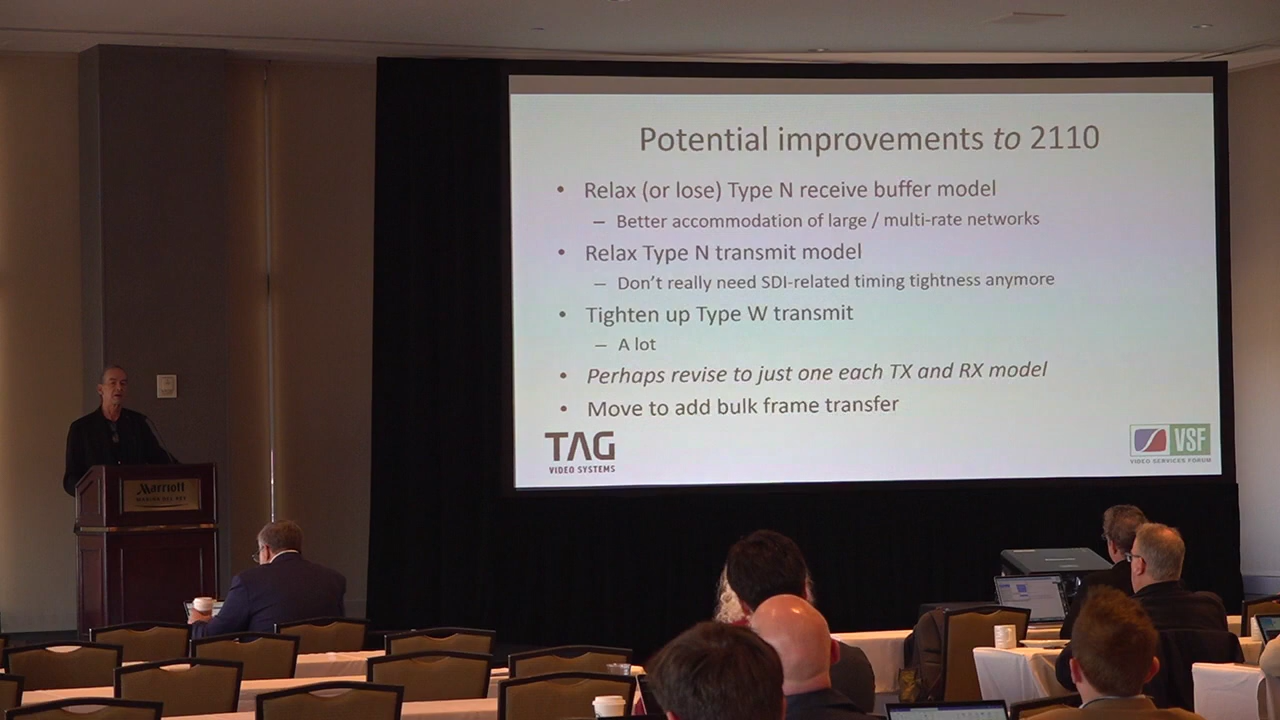 Potential improvements to 2110
• Relax (or lose) Type N receive buffer model
– Better accommodation of large / multi-rate networks
• Relax Type N transmit model
– Don't really need SDI-related timing tightness anymore
• Tighten up Type W transmit
– A lot
• Perhaps revise to just one each TX and RX model
• Move to add bulk frame transfer
TAG
VIDEO SYSTEMS
VSF
VIDEO SERVICES FORUM
Marriott
MARINA DEL REY